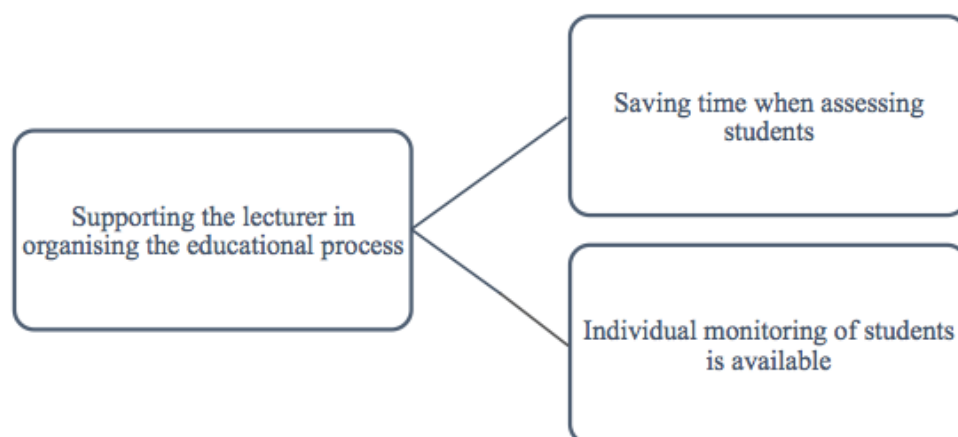 Supporting the lecturer in
organising the educational process
Saving time when assessing
students
Individual monitoring of students
is available